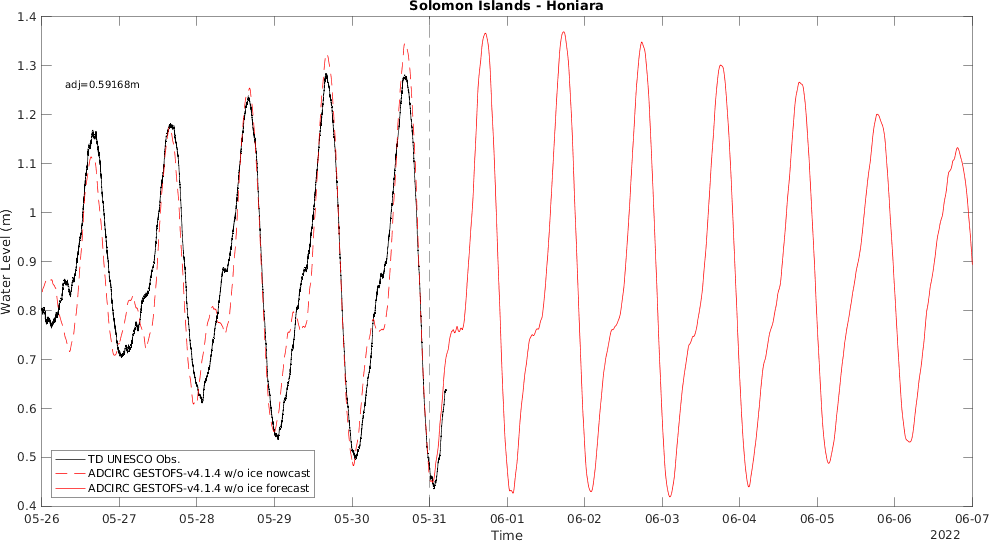 Solomon Islands - Honiara
1.4
1.3
1.2
1.1
1
0.9
0.8
0.7
0.6
0.5
0.4
Water Level (m)
adj=0.59168m
TD UNESCO Obs.
ADCIRC GESTOFS-v4.1.4 w/o ice nowcast
ADCIRC GESTOFS-v4.1.4 w/o ice forecast
05-26 05-27 05-28 05-29 05-30 05-31 06-01 06-02 06-03 06-04 06-05 06-06 06-07
Time
2022